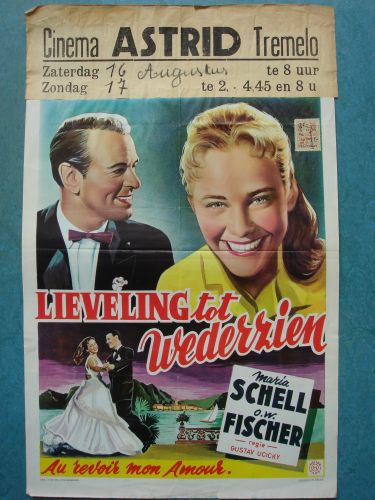 Cinema ASTRID Tremelo
Zaterdag 16 Augustus te 8 uur
Zondag 17 te 2.- 4.45 en 8 u
LIEVELING tot
Wederzien
maria
SCHELL
o.w.
FISCHER
regie
GUSTAV UCICKY
Au revoir mon Amour.